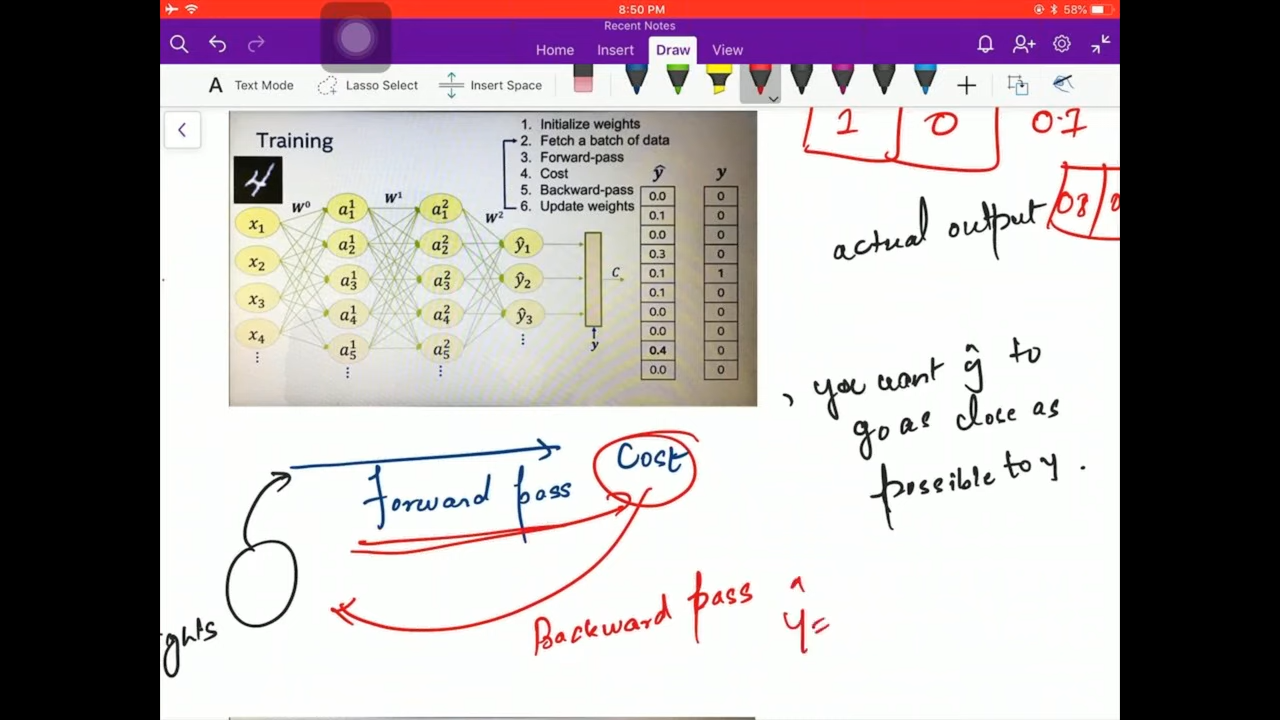 8:50 PM
58%
Recent Notes
Home Insert Draw View
A Text Mode Lasso Select Insert Space
Training
1. Initialize weights
2. Fetch a batch of data
3. Forward-pass
4. Cost
5. Backward-pass
6. Update weights
W⁰ W¹ W²
x₁
x₂
x₃
x₄
⋮
a₁¹
a₂¹
a₃¹
a₄¹
a₅¹
⋮
a₁²
a₂²
a₃²
a₄²
a₅²
⋮
ŷ₁
ŷ₂
ŷ₃
⋮
C
y
ŷ y
0.0 0
0.1 0
0.0 0
0.3 0
0.1 1
0.1 0
0.0 0
0.0 0
0.4 0
0.0 0
1 0 0.1
actual output 0.8
, you want ŷ to
go as close as
possible to y .
Forward pass
Cost
Backward pass
ŷ =
ghts